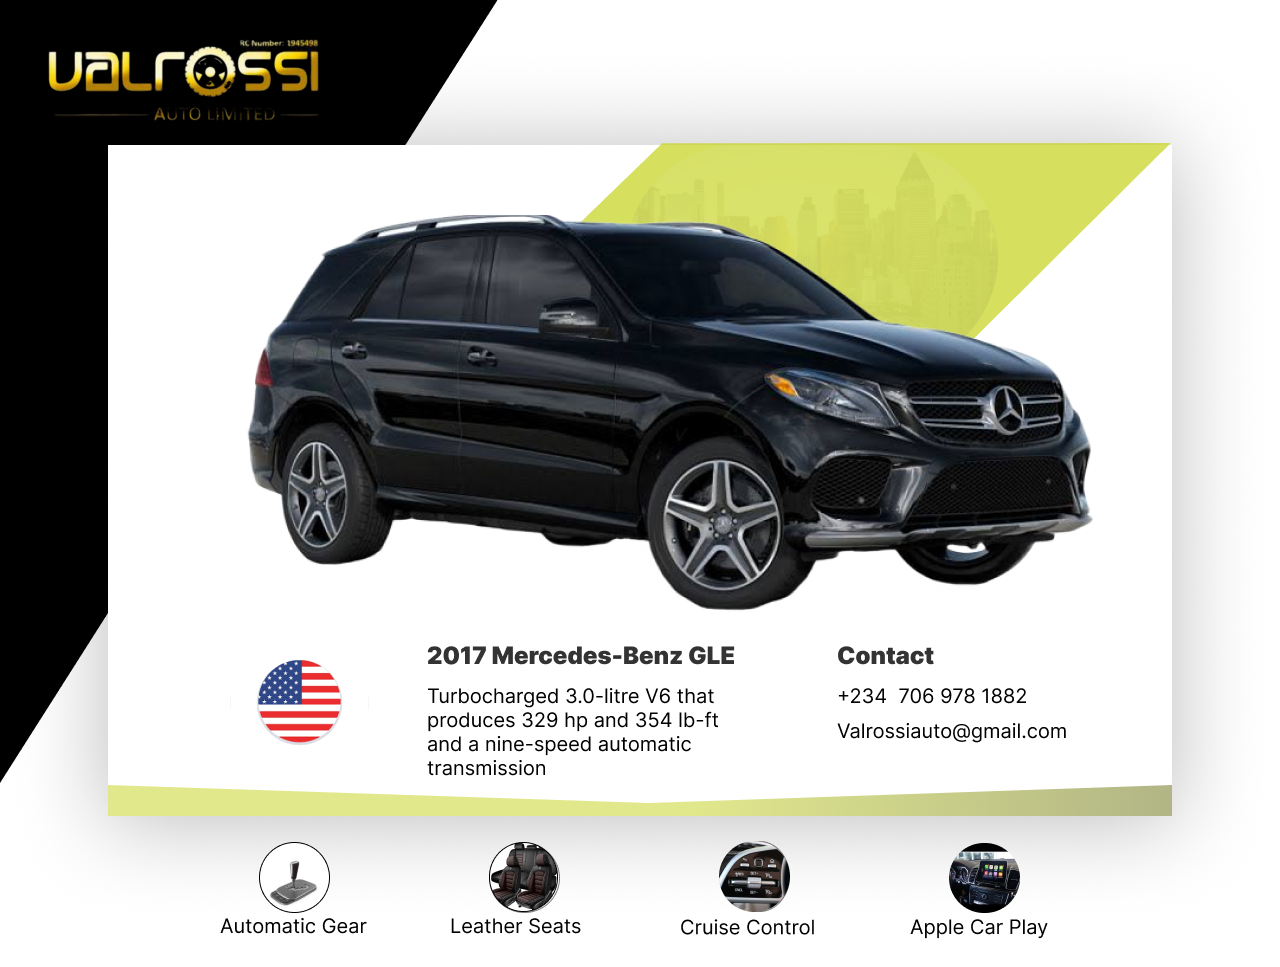 RC Number: 1945498
VALROSSI
AUTO LIMITED
2017 Mercedes-Benz GLE
Turbocharged 3.0-litre V6 that
produces 329 hp and 354 lb-ft
and a nine-speed automatic
transmission
Contact
+234 706 978 1882
Valrossiauto@gmail.com
Automatic Gear
Leather Seats
Cruise Control
Apple Car Play